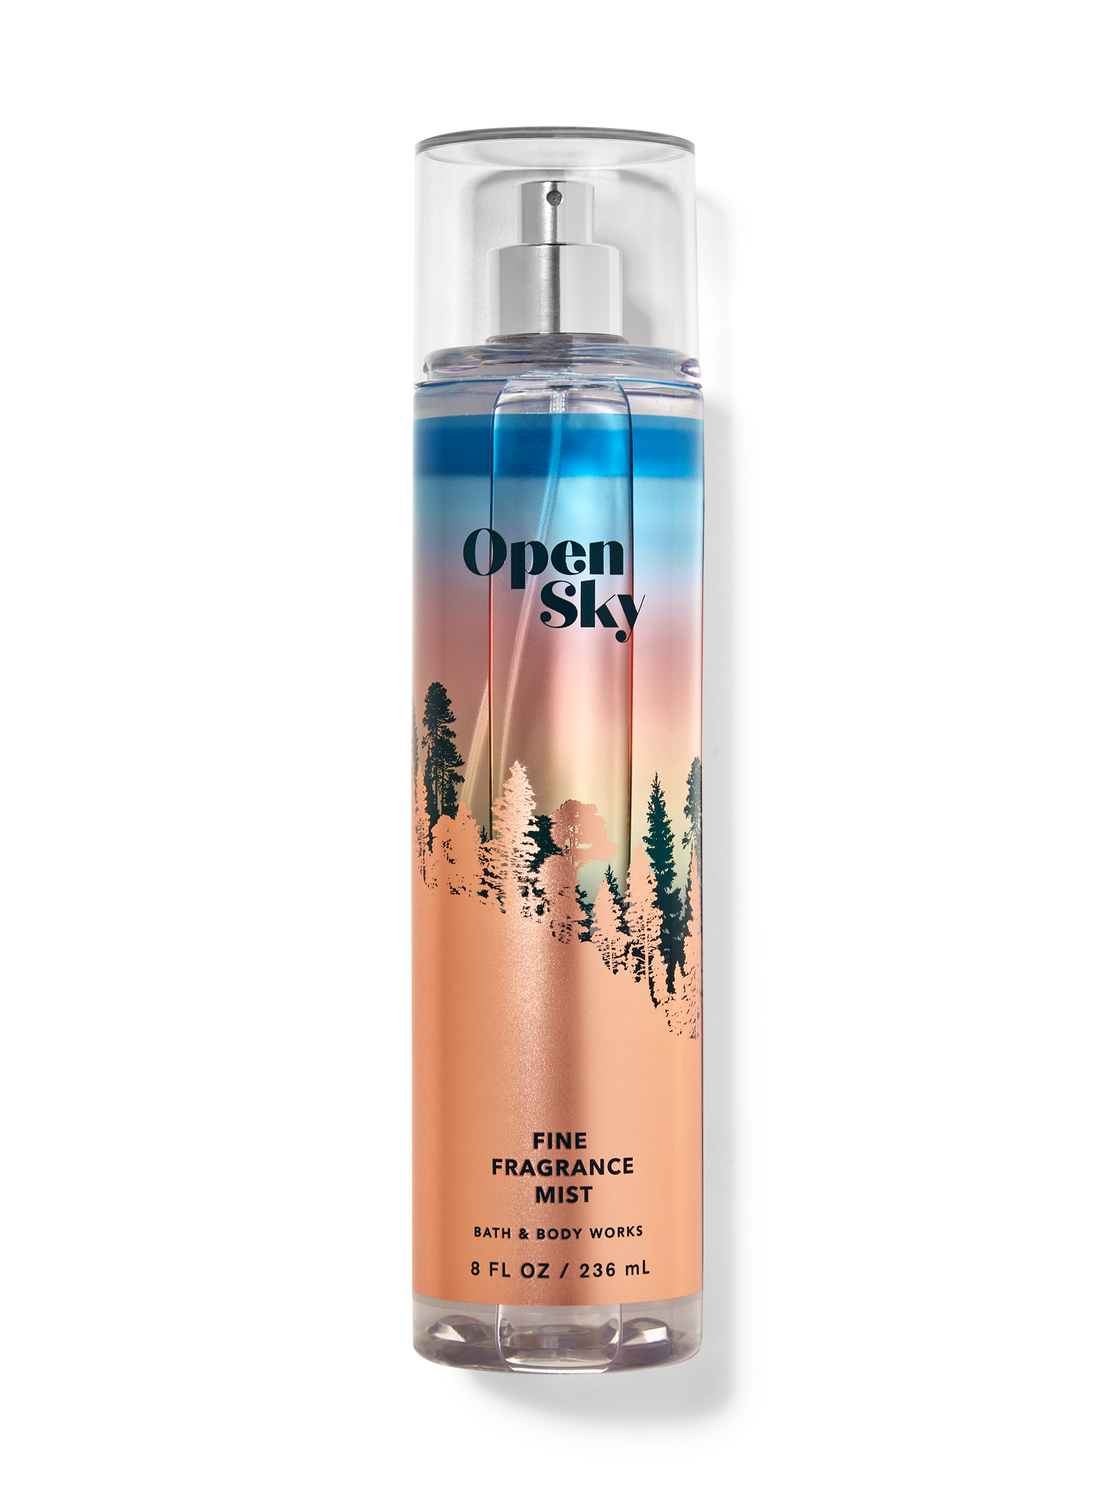 Open
Sky
FINE
FRAGRANCE
MIST
BATH & BODY WORKS
8 FL OZ / 236 mL